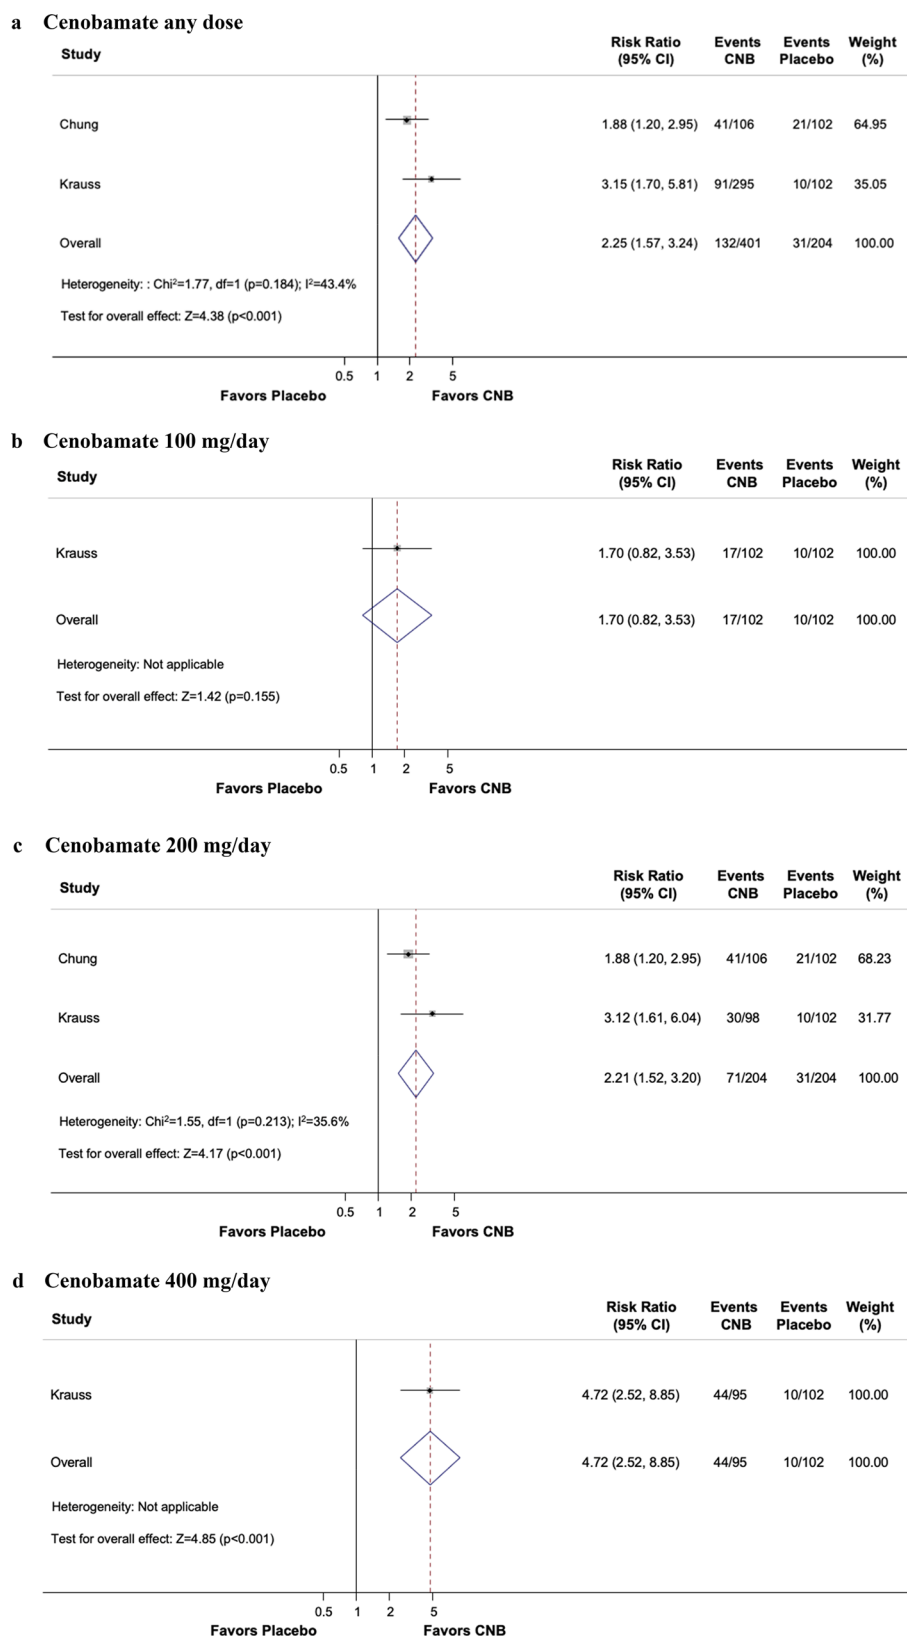 a Cenobamate any dose
Study Risk Ratio (95% CI) Events CNB Events Placebo Weight (%)
Chung 1.88 (1.20, 2.95) 41/106 21/102 64.95
Krauss 3.15 (1.70, 5.81) 91/295 10/102 35.05
Overall 2.25 (1.57, 3.24) 132/401 31/204 100.00
Heterogeneity: : Chi²=1.77, df=1 (p=0.184); I²=43.4%
Test for overall effect: Z=4.38 (p<0.001)
0.5 1 2 5
Favors Placebo Favors CNB
b Cenobamate 100 mg/day
Study Risk Ratio (95% CI) Events CNB Events Placebo Weight (%)
Krauss 1.70 (0.82, 3.53) 17/102 10/102 100.00
Overall 1.70 (0.82, 3.53) 17/102 10/102 100.00
Heterogeneity: Not applicable
Test for overall effect: Z=1.42 (p=0.155)
0.5 1 2 5
Favors Placebo Favors CNB
c Cenobamate 200 mg/day
Study Risk Ratio (95% CI) Events CNB Events Placebo Weight (%)
Chung 1.88 (1.20, 2.95) 41/106 21/102 68.23
Krauss 3.12 (1.61, 6.04) 30/98 10/102 31.77
Overall 2.21 (1.52, 3.20) 71/204 31/204 100.00
Heterogeneity: Chi²=1.55, df=1 (p=0.213); I²=35.6%
Test for overall effect: Z=4.17 (p<0.001)
0.5 1 2 5
Favors Placebo Favors CNB
d Cenobamate 400 mg/day
Study Risk Ratio (95% CI) Events CNB Events Placebo Weight (%)
Krauss 4.72 (2.52, 8.85) 44/95 10/102 100.00
Overall 4.72 (2.52, 8.85) 44/95 10/102 100.00
Heterogeneity: Not applicable
Test for overall effect: Z=4.85 (p<0.001)
0.5 1 2 5
Favors Placebo Favors CNB